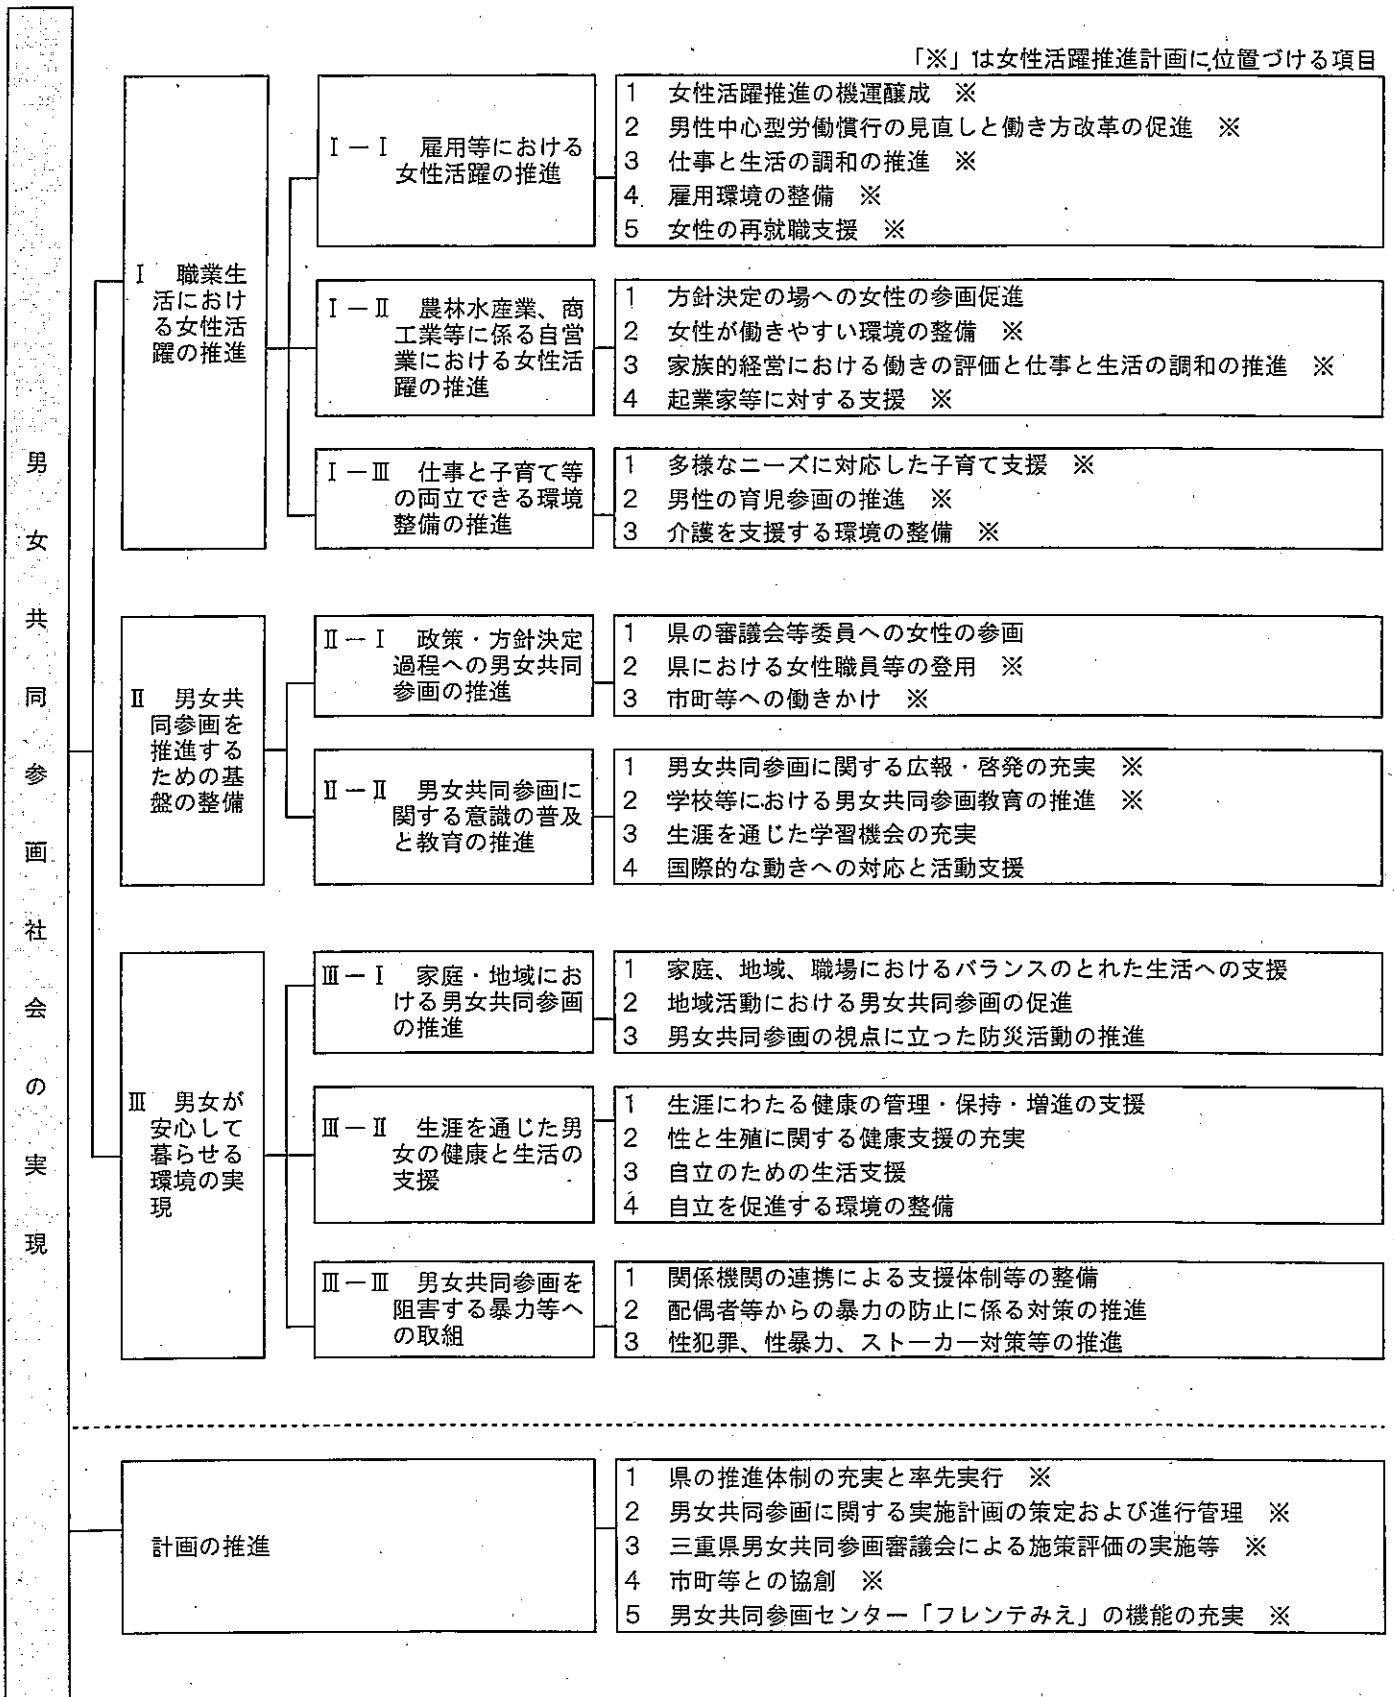 「※」は女性活躍推進計画に位置づける項目
男女共同参画社会の実現
Ⅰ 職業生
活におけ
る女性活
躍の推進
Ⅰ－Ⅰ 雇用等における
女性活躍の推進
1 女性活躍推進の機運醸成 ※
2 男性中心型労働慣行の見直しと働き方改革の促進 ※
3 仕事と生活の調和の推進 ※
4 雇用環境の整備 ※
5 女性の再就職支援 ※
Ⅰ－Ⅱ 農林水産業、商
工業等に係る自営
業における女性活
躍の推進
1 方針決定の場への女性の参画促進
2 女性が働きやすい環境の整備 ※
3 家族的経営における働きの評価と仕事と生活の調和の推進 ※
4 起業家等に対する支援 ※
Ⅰ－Ⅲ 仕事と子育て等
の両立できる環境
整備の推進
1 多様なニーズに対応した子育て支援 ※
2 男性の育児参画の推進 ※
3 介護を支援する環境の整備 ※
Ⅱ 男女共
同参画を
推進する
ための基
盤の整備
Ⅱ－Ⅰ 政策・方針決定
過程への男女共同
参画の推進
1 県の審議会等委員への女性の参画
2 県における女性職員等の登用 ※
3 市町等への働きかけ ※
Ⅱ－Ⅱ 男女共同参画に
関する意識の普及
と教育の推進
1 男女共同参画に関する広報・啓発の充実 ※
2 学校等における男女共同参画教育の推進 ※
3 生涯を通じた学習機会の充実
4 国際的な動きへの対応と活動支援
Ⅲ 男女が
安心して
暮らせる
環境の実
現
Ⅲ－Ⅰ 家庭・地域にお
ける男女共同参画
の推進
1 家庭、地域、職場におけるバランスのとれた生活への支援
2 地域活動における男女共同参画の促進
3 男女共同参画の視点に立った防災活動の推進
Ⅲ－Ⅱ 生涯を通じた男
女の健康と生活の
支援
1 生涯にわたる健康の管理・保持・増進の支援
2 性と生殖に関する健康支援の充実
3 自立のための生活支援
4 自立を促進する環境の整備
Ⅲ－Ⅲ 男女共同参画を
阻害する暴力等へ
の取組
1 関係機関の連携による支援体制等の整備
2 配偶者等からの暴力の防止に係る対策の推進
3 性犯罪、性暴力、ストーカー対策等の推進
計画の推進
1 県の推進体制の充実と率先実行 ※
2 男女共同参画に関する実施計画の策定および進行管理 ※
3 三重県男女共同参画審議会による施策評価の実施等 ※
4 市町等との協創 ※
5 男女共同参画センター「フレンテみえ」の機能の充実 ※